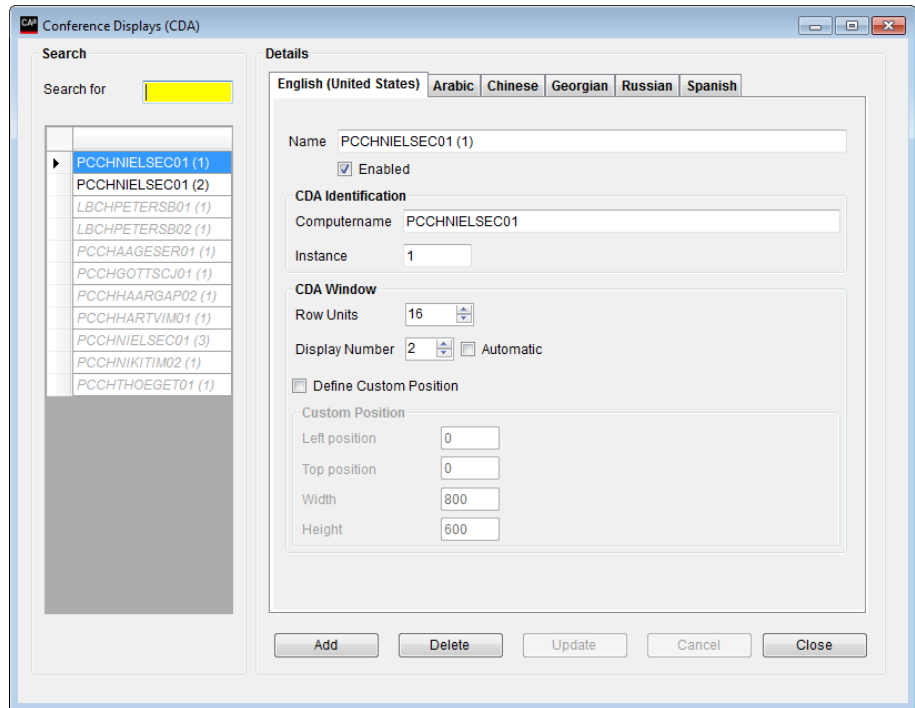 CAP Conference Displays (CDA)
Search
Search for
PCCHNIELSEC01 (1)
PCCHNIELSEC01 (2)
LBCHPETERSB01 (1)
LBCHPETERSB02 (1)
PCCHAAGESER01 (1)
PCCHGOTTSCJ01 (1)
PCCHHAARGAP02 (1)
PCCHHARTVIM01 (1)
PCCHNIELSEC01 (3)
PCCHNIKITIM02 (1)
PCCHTHOEGET01 (1)
Details
English (United States) Arabic Chinese Georgian Russian Spanish
Name PCCHNIELSEC01 (1)
Enabled
CDA Identification
Computername PCCHNIELSEC01
Instance 1
CDA Window
Row Units 16
Display Number 2 Automatic
Define Custom Position
Custom Position
Left position 0
Top position 0
Width 800
Height 600
Add Delete Update Cancel Close